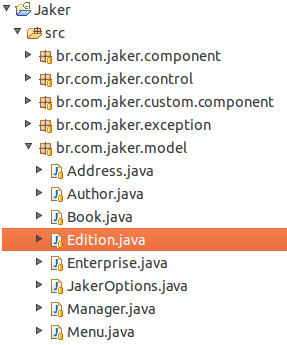 Jaker
src
br.com.jaker.component
br.com.jaker.control
br.com.jaker.custom.component
br.com.jaker.exception
br.com.jaker.model
Address.java
Author.java
Book.java
Edition.java
Enterprise.java
JakerOptions.java
Manager.java
Menu.java